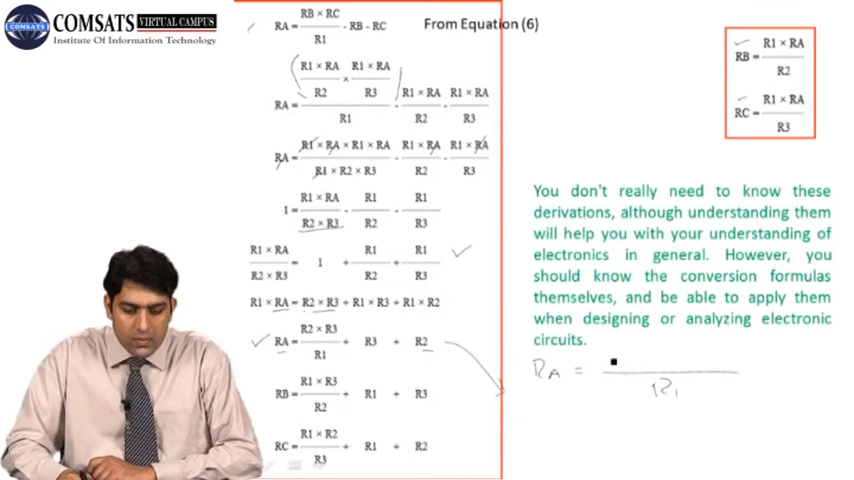 COMSATS VIRTUAL CAMPUS
COMSATS
Institute Of Information Technology
RA = RB × RC / R1 - RB - RC
From Equation (6)
RA = (R1 × RA / R2 × R1 × RA / R3) / R1 - R1 × RA / R2 - R1 × RA / R3
RA = R1 × RA × R1 × RA / R1 × R2 × R3 - R1 × RA / R2 - R1 × RA / R3
1 = R1 × RA / R2 × R3 - R1 / R2 - R1 / R3
R1 × RA / R2 × R3 = 1 + R1 / R2 + R1 / R3
R1 × RA = R2 × R3 + R1 × R3 + R1 × R2
RA = R2 × R3 / R1 + R3 + R2
RB = R1 × R3 / R2 + R1 + R3
RC = R1 × R2 / R3 + R1 + R2
RB = R1 × RA / R2
RC = R1 × RA / R3
You don't really need to know these
derivations, although understanding them
will help you with your understanding of
electronics in general. However, you
should know the conversion formulas
themselves, and be able to apply them
when designing or analyzing electronic
circuits.
RA =
R1